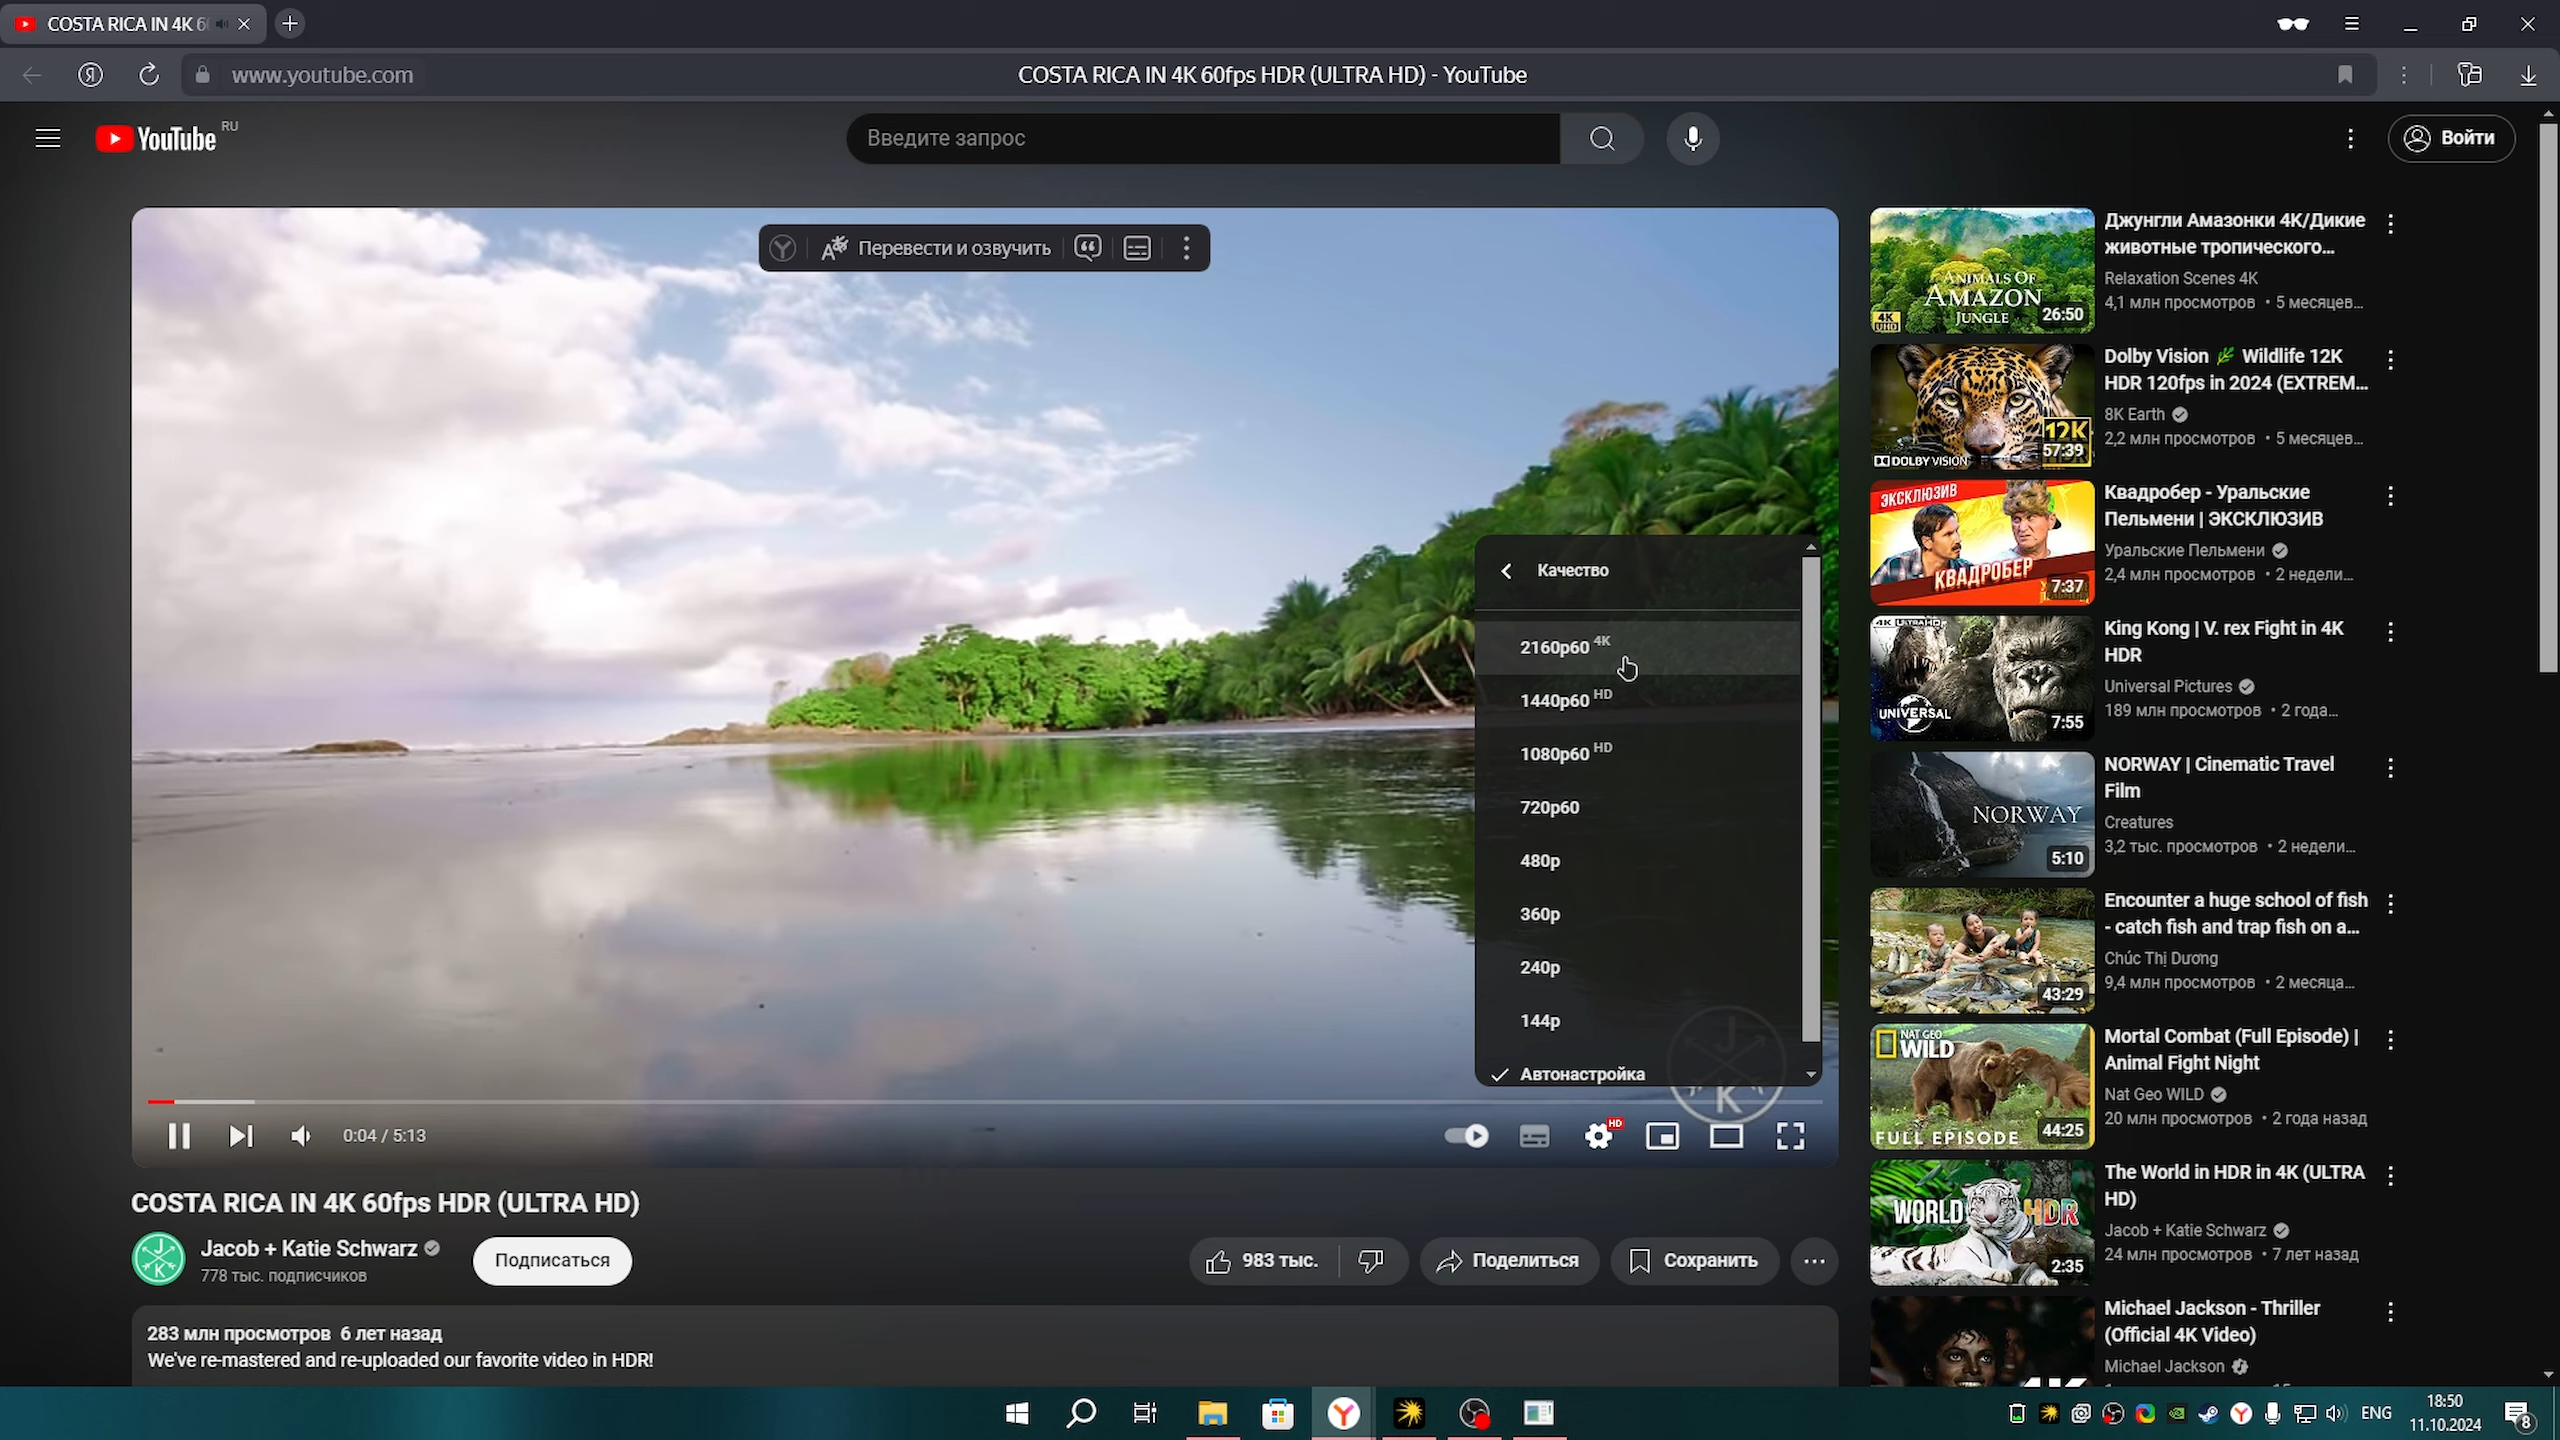 COSTA RICA IN 4K 6
www.youtube.com
COSTA RICA IN 4K 60fps HDR (ULTRA HD) - YouTube
YouTube RU
Введите запрос
Войти
Перевести и озвучить
Качество
2160p60 4K
1440p60 HD
1080p60 HD
720p60
480p
360p
240p
144p
Автонастройка
JK
0:04 / 5:13
HD
COSTA RICA IN 4K 60fps HDR (ULTRA HD)
Jacob + Katie Schwarz
778 тыс. подписчиков
Подписаться
983 тыс.
Поделиться
Сохранить
283 млн просмотров 6 лет назад
We've re-mastered and re-uploaded our favorite video in HDR!
ANIMALS OF
AMAZON
JUNGLE
4K
UHD
26:50
Джунгли Амазонки 4K/Дикие
животные тропического...
Relaxation Scenes 4K
4,1 млн просмотров • 5 месяцев...
12K
HDR
DOLBY VISION
57:39
Dolby Vision Wildlife 12K
HDR 120fps in 2024 (EXTREM...
8K Earth
2,2 млн просмотров • 5 месяцев...
ЭКСКЛЮЗИВ
КВАДРОБЕР
7:37
Квадробер - Уральские
Пельмени | ЭКСКЛЮЗИВ
Уральские Пельмени
2,4 млн просмотров • 2 недели...
4K ULTRAHD
UNIVERSAL
7:55
King Kong | V. rex Fight in 4K
HDR
Universal Pictures
189 млн просмотров • 2 года...
NORWAY
5:10
NORWAY | Cinematic Travel
Film
Creatures
3,2 тыс. просмотров • 2 недели...
43:29
Encounter a huge school of fish
- catch fish and trap fish on a...
Chúc Thị Dương
9,4 млн просмотров • 2 месяца...
NAT GEO
WILD
FULL EPISODE
44:25
Mortal Combat (Full Episode) |
Animal Fight Night
Nat Geo WILD
20 млн просмотров • 2 года назад
WORLD HDR
2:35
The World in HDR in 4K (ULTRA
HD)
Jacob + Katie Schwarz
24 млн просмотров • 7 лет назад
Michael Jackson - Thriller
(Official 4K Video)
Michael Jackson
ENG
18:50
11.10.2024
8